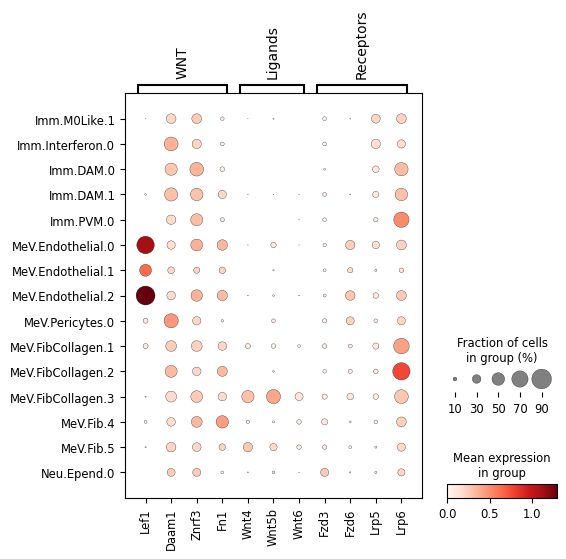 WNT
Ligands
Receptors
Imm.M0Like.1
Imm.Interferon.0
Imm.DAM.0
Imm.DAM.1
Imm.PVM.0
MeV.Endothelial.0
MeV.Endothelial.1
MeV.Endothelial.2
MeV.Pericytes.0
MeV.FibCollagen.1
MeV.FibCollagen.2
MeV.FibCollagen.3
MeV.Fib.4
MeV.Fib.5
Neu.Epend.0
Lef1
Daam1
Znrf3
Fn1
Wnt4
Wnt5b
Wnt6
Fzd3
Fzd6
Lrp5
Lrp6
Fraction of cells
in group (%)
10 30 50 70 90
Mean expression
in group
0.0 0.5 1.0